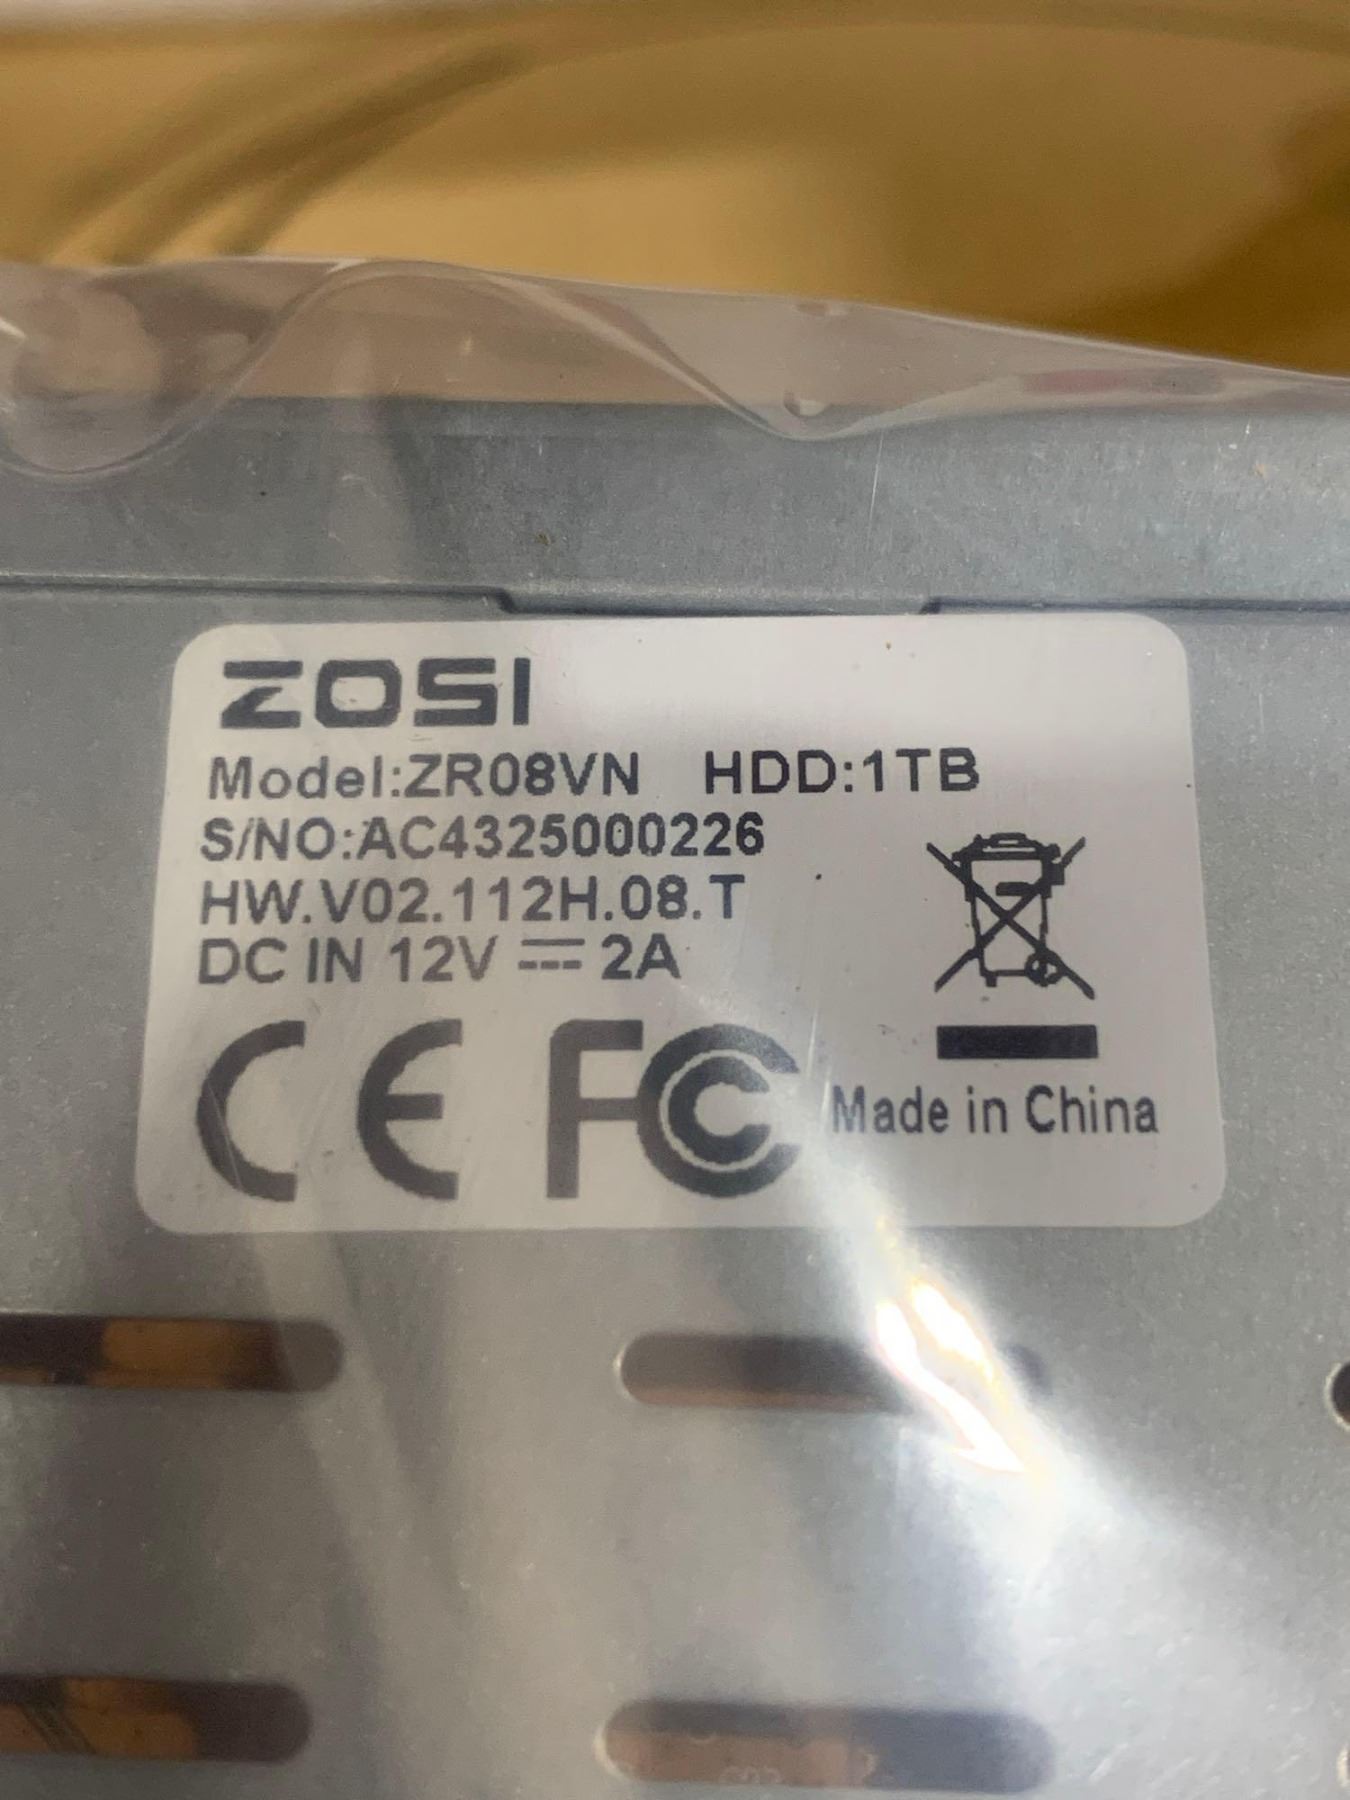 ZOSI
Model:ZR08VN HDD:1TB
S/NO:AC4325000226
HW.V02.112H.08.T
DC IN 12V ⎓ 2A
CE FC
Made in China